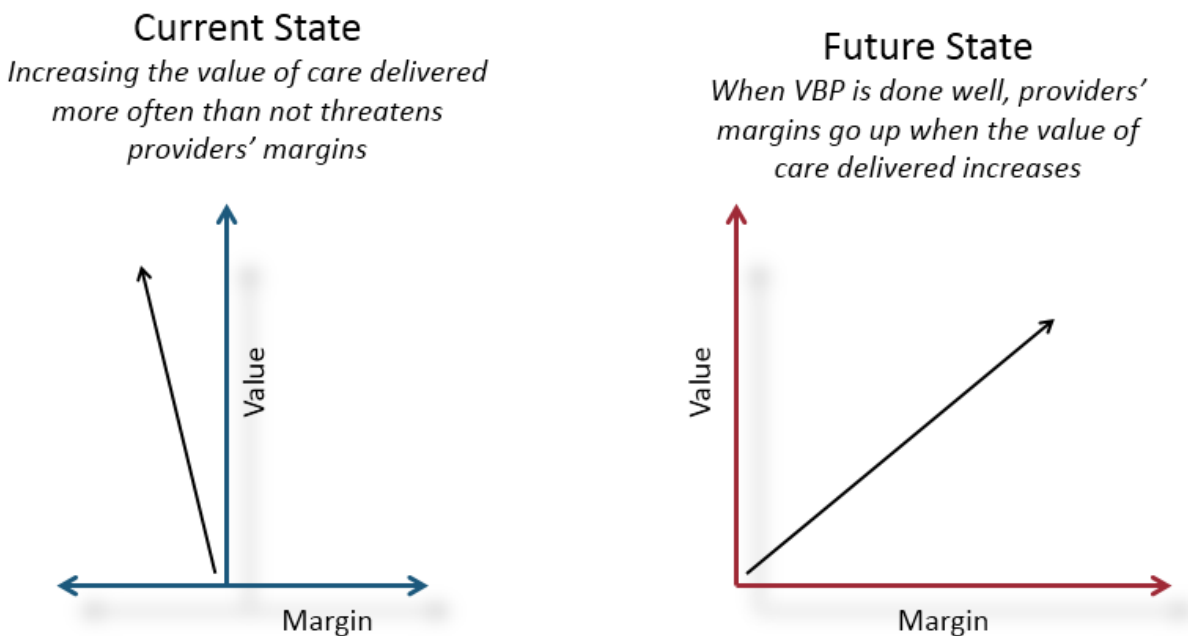 Current State
Increasing the value of care delivered
more often than not threatens
providers’ margins
Value
Margin
Future State
When VBP is done well, providers’
margins go up when the value of
care delivered increases
Value
Margin